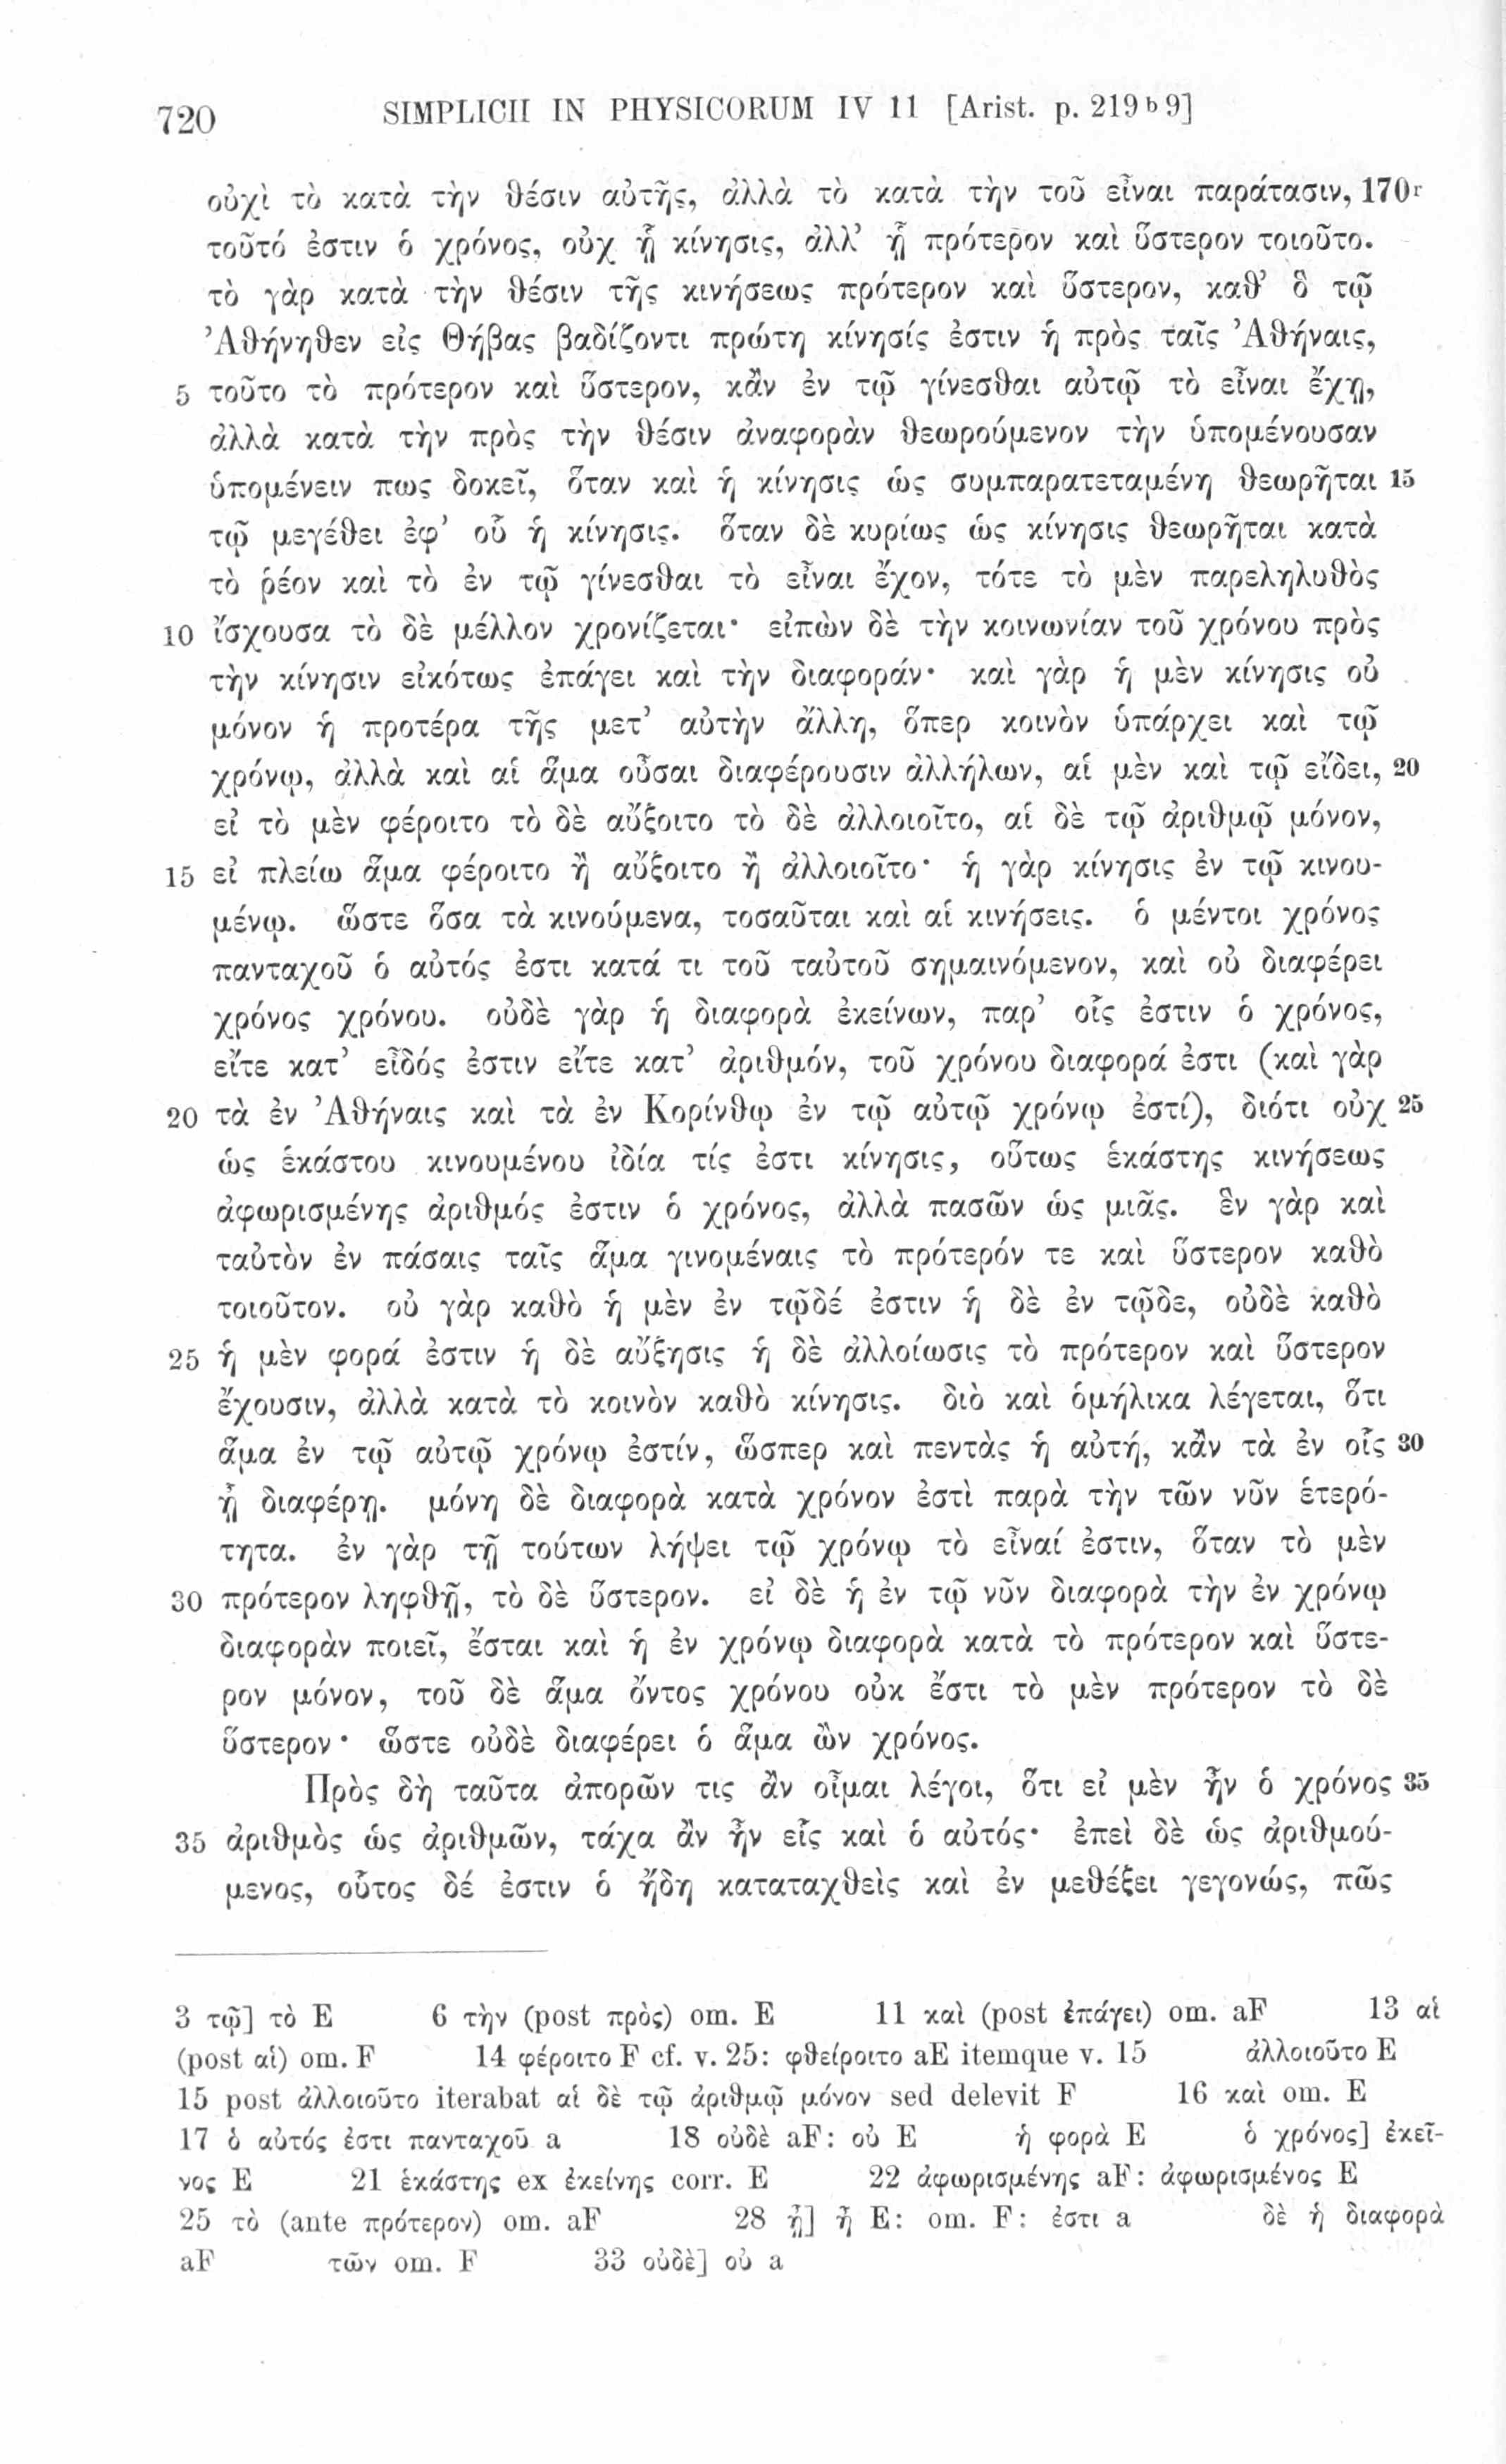 720 SIMPLICII IN PHYSICORUM IV 11 [Arist. p. 219b9]
οὐχὶ τὸ κατὰ τὴν θέσιν αὐτῆς, ἀλλὰ τὸ κατὰ τὴν τοῦ εἶναι παράτασιν, 170r
τοῦτό ἐστιν ὁ χρόνος, οὐχ ᾗ κίνησις, ἀλλ’ ᾗ πρότερον καὶ ὕστερον τοιοῦτο.
τὸ γὰρ κατὰ τὴν θέσιν τῆς κινήσεως πρότερον καὶ ὕστερον, καθ’ ὃ τῷ
Ἀθήνηθεν εἰς Θήβας βαδίζοντι πρώτη κίνησίς ἐστιν ἡ πρὸς ταῖς Ἀθήναις,
5 τοῦτο τὸ πρότερον καὶ ὕστερον, κἂν ἐν τῷ γίνεσθαι αὐτῷ τὸ εἶναι ἔχῃ,
ἀλλὰ κατὰ τὴν πρὸς τὴν θέσιν ἀναφορὰν θεωρούμενον τὴν ὑπομένουσαν
ὑπομένειν πως δοκεῖ, ὅταν καὶ ἡ κίνησις ὡς συμπαρατεταμένη θεωρῆται 15
τῷ μεγέθει ἐφ’ οὗ ἡ κίνησις. ὅταν δὲ κυρίως ὡς κίνησις θεωρῆται κατὰ
τὸ ῥέον καὶ τὸ ἐν τῷ γίνεσθαι τὸ εἶναι ἔχον, τότε τὸ μὲν παρεληλυθὸς
10 ἴσχουσα τὸ δὲ μέλλον χρονίζεται· εἰπὼν δὲ τὴν κοινωνίαν τοῦ χρόνου πρὸς
τὴν κίνησιν εἰκότως ἐπάγει καὶ τὴν διαφοράν· καὶ γὰρ ἡ μὲν κίνησις οὐ
μόνον ἡ προτέρα τῆς μετ’ αὐτὴν ἄλλη, ὅπερ κοινὸν ὑπάρχει καὶ τῷ
χρόνῳ, ἀλλὰ καὶ αἱ ἅμα οὖσαι διαφέρουσιν ἀλλήλων, αἱ μὲν καὶ τῷ εἴδει, 20
εἰ τὸ μὲν φέροιτο τὸ δὲ αὔξοιτο τὸ δὲ ἀλλοιοῖτο, αἱ δὲ τῷ ἀριθμῷ μόνον,
15 εἰ πλείω ἅμα φέροιτο ἢ αὔξοιτο ἢ ἀλλοιοῖτο· ἡ γὰρ κίνησις ἐν τῷ κινου-
μένῳ. ὥστε ὅσα τὰ κινούμενα, τοσαῦται καὶ αἱ κινήσεις. ὁ μέντοι χρόνος
πανταχοῦ ὁ αὐτός ἐστι κατά τι τοῦ ταὐτοῦ σημαινόμενον, καὶ οὐ διαφέρει
χρόνος χρόνου. οὐδὲ γὰρ ἡ διαφορὰ ἐκείνων, παρ’ οἷς ἐστιν ὁ χρόνος,
εἴτε κατ’ εἶδός ἐστιν εἴτε κατ’ ἀριθμόν, τοῦ χρόνου διαφορά ἐστι (καὶ γὰρ
20 τὰ ἐν Ἀθήναις καὶ τὰ ἐν Κορίνθῳ ἐν τῷ αὐτῷ χρόνῳ ἐστί), διότι οὐχ 25
ὡς ἑκάστου κινουμένου ἰδία τίς ἐστι κίνησις, οὕτως ἑκάστης κινήσεως
ἀφωρισμένης ἀριθμός ἐστιν ὁ χρόνος, ἀλλὰ πασῶν ὡς μιᾶς. ἓν γὰρ καὶ
ταὐτὸν ἐν πάσαις ταῖς ἅμα γινομέναις τὸ πρότερόν τε καὶ ὕστερον καθὸ
τοιοῦτον. οὐ γὰρ καθὸ ἡ μὲν ἐν τῷδέ ἐστιν ἡ δὲ ἐν τῷδε, οὐδὲ καθὸ
25 ἡ μὲν φορά ἐστιν ἡ δὲ αὔξησις ἡ δὲ ἀλλοίωσις τὸ πρότερον καὶ ὕστερον
ἔχουσιν, ἀλλὰ κατὰ τὸ κοινὸν καθὸ κίνησις. διὸ καὶ ὁμήλικα λέγεται, ὅτι
ἅμα ἐν τῷ αὐτῷ χρόνῳ ἐστίν, ὥσπερ καὶ πεντὰς ἡ αὐτή, κἂν τὰ ἐν οἷς 30
ᾖ διαφέρῃ. μόνη δὲ διαφορὰ κατὰ χρόνον ἐστὶ παρὰ τὴν τῶν νῦν ἑτερό-
τητα. ἐν γὰρ τῇ τούτων λήψει τῷ χρόνῳ τὸ εἶναί ἐστιν, ὅταν τὸ μὲν
30 πρότερον ληφθῇ, τὸ δὲ ὕστερον. εἰ δὲ ἡ ἐν τῷ νῦν διαφορὰ τὴν ἐν χρόνῳ
διαφορὰν ποιεῖ, ἔσται καὶ ἡ ἐν χρόνῳ διαφορὰ κατὰ τὸ πρότερον καὶ ὕστε-
ρον μόνον, τοῦ δὲ ἅμα ὄντος χρόνου οὐκ ἔστι τὸ μὲν πρότερον τὸ δὲ
ὕστερον· ὥστε οὐδὲ διαφέρει ὁ ἅμα ὢν χρόνος.
Πρὸς δὴ ταῦτα ἀπορῶν τις ἂν οἶμαι λέγοι, ὅτι εἰ μὲν ἦν ὁ χρόνος 35
35 ἀριθμὸς ὡς ἀριθμῶν, τάχα ἂν ἦν εἷς καὶ ὁ αὐτός· ἐπεὶ δὲ ὡς ἀριθμού-
μενος, οὗτος δέ ἐστιν ὁ ἤδη καταταχθεὶς καὶ ἐν μεθέξει γεγονώς, πῶς
3 τῷ] τὸ E 6 τὴν (post πρὸς) om. E 11 καὶ (post ἐπάγει) om. aF 13 αἱ
(post αἱ) om. F 14 φέροιτο F cf. v. 25: φθείροιτο aE itemque v. 15 ἀλλοιοῦτο E
15 post ἀλλοιοῦτο iterabat αἱ δὲ τῷ ἀριθμῷ μόνον sed delevit F 16 καὶ om. E
17 ὁ αὐτός ἐστι πανταχοῦ a 18 οὐδὲ aF: οὐ E ἡ φορὰ E ὁ χρόνος] ἐκεῖ-
νος E 21 ἑκάστης ex ἐκείνης corr. E 22 ἀφωρισμένης aF: ἀφωρισμένος E
25 τὸ (ante πρότερον) om. aF 28 ᾖ] ἢ E: om. F: ἐστι a δὲ ἡ διαφορὰ
aF τῶν om. F 33 οὐδὲ] οὐ a